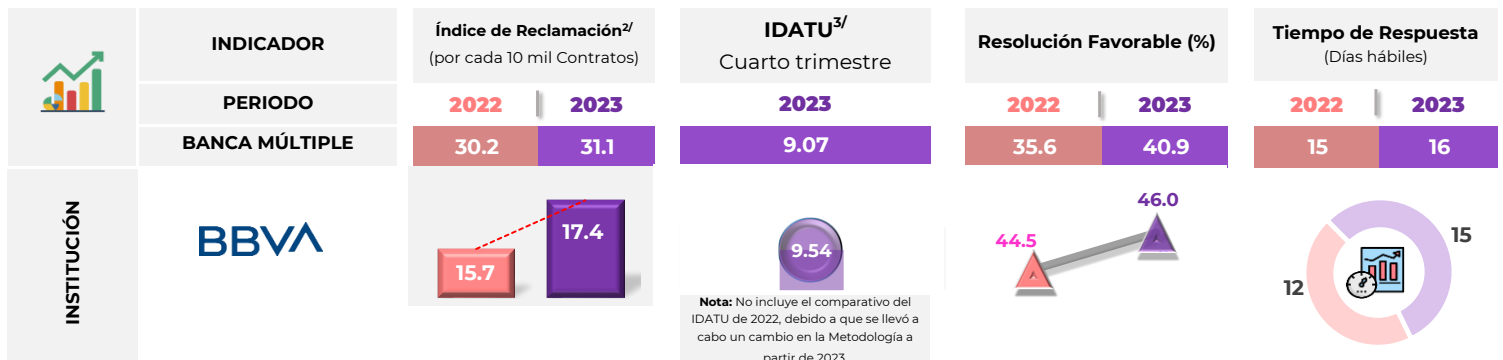 INDICADOR
Índice de Reclamación2/
(por cada 10 mil Contratos)
IDATU3/
Cuarto trimestre
Resolución Favorable (%)
Tiempo de Respuesta
(Días hábiles)
PERIODO
2022 2023
2023
2022 2023
2022 2023
BANCA MÚLTIPLE
30.2 31.1
9.07
35.6 40.9
15 16
INSTITUCIÓN
BBVA
15.7
17.4
9.54
44.5
46.0
12
15
Nota: No incluye el comparativo del
IDATU de 2022, debido a que se llevó a
cabo un cambio en la Metodología a
partir de 2023